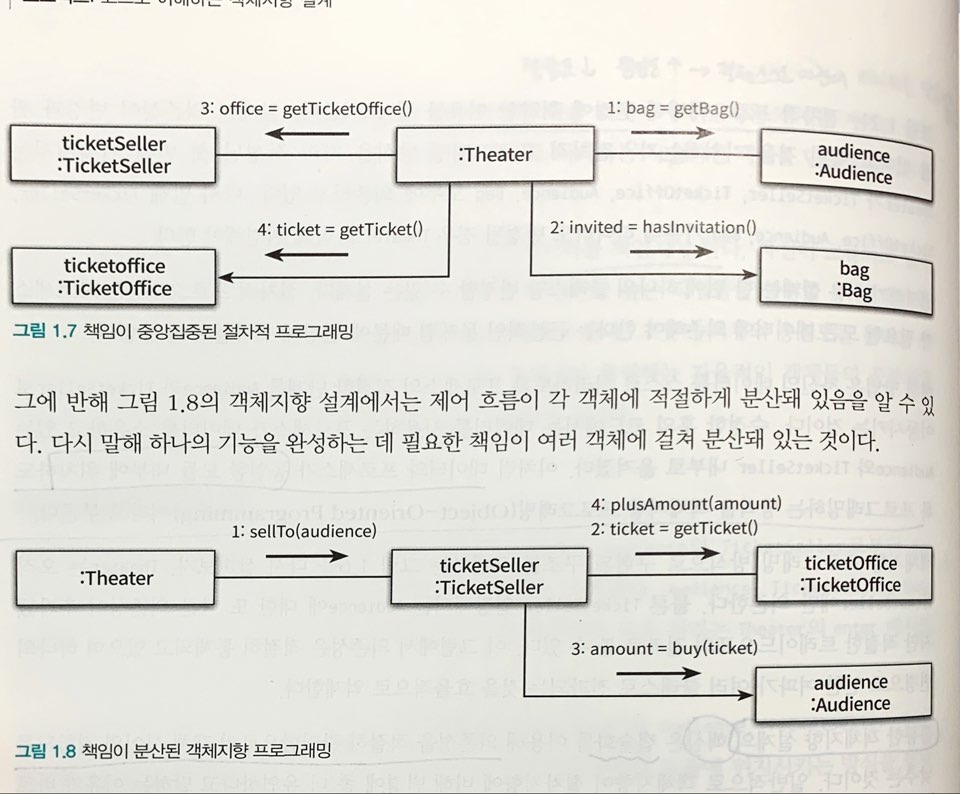 3: office = getTicketOffice()
1: bag = getBag()
ticketSeller
:TicketSeller
:Theater
audience
:Audience
4: ticket = getTicket()
2: invited = hasInvitation()
ticketoffice
:TicketOffice
bag
:Bag
그림 1.7 책임이 중앙집중된 절차적 프로그래밍
그에 반해 그림 1.8의 객체지향 설계에서는 제어 흐름이 각 객체에 적절하게 분산돼 있음을 알 수 있
다. 다시 말해 하나의 기능을 완성하는 데 필요한 책임이 여러 객체에 걸쳐 분산돼 있는 것이다.
4: plusAmount(amount)
1: sellTo(audience)
2: ticket = getTicket()
:Theater
ticketSeller
:TicketSeller
ticketOffice
:TicketOffice
3: amount = buy(ticket)
audience
:Audience
그림 1.8 책임이 분산된 객체지향 프로그래밍